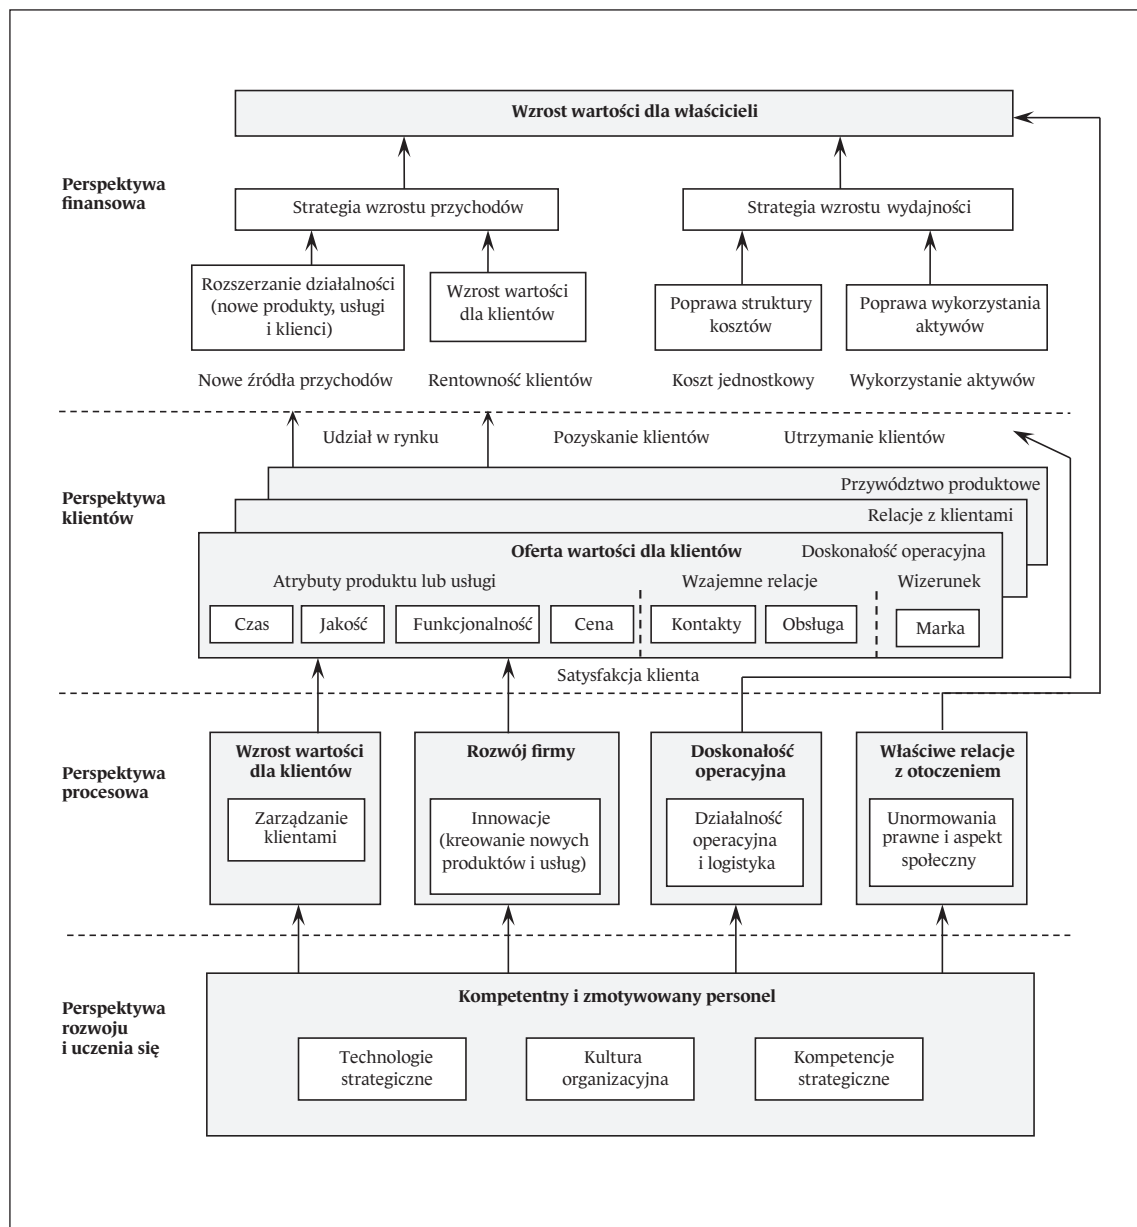 Wzrost wartości dla właścicieli
Perspektywa
finansowa
Strategia wzrostu przychodów
Strategia wzrostu wydajności
Rozszerzanie działalności
(nowe produkty, usługi
i klienci)
Wzrost wartości
dla klientów
Poprawa struktury
kosztów
Poprawa wykorzystania
aktywów
Nowe źródła przychodów
Rentowność klientów
Koszt jednostkowy
Wykorzystanie aktywów
Udział w rynku
Pozyskanie klientów
Utrzymanie klientów
Perspektywa
klientów
Przywództwo produktowe
Relacje z klientami
Oferta wartości dla klientów
Doskonałość operacyjna
Atrybuty produktu lub usługi
Wzajemne relacje
Wizerunek
Czas
Jakość
Funkcjonalność
Cena
Kontakty
Obsługa
Marka
Satysfakcja klienta
Perspektywa
procesowa
Wzrost wartości
dla klientów
Zarządzanie
klientami
Rozwój firmy
Innowacje
(kreowanie nowych
produktów i usług)
Doskonałość
operacyjna
Działalność
operacyjna
i logistyka
Właściwe relacje
z otoczeniem
Unormowania
prawne i aspekt
społeczny
Perspektywa
rozwoju
i uczenia się
Kompetentny i zmotywowany personel
Technologie
strategiczne
Kultura
organizacyjna
Kompetencje
strategiczne